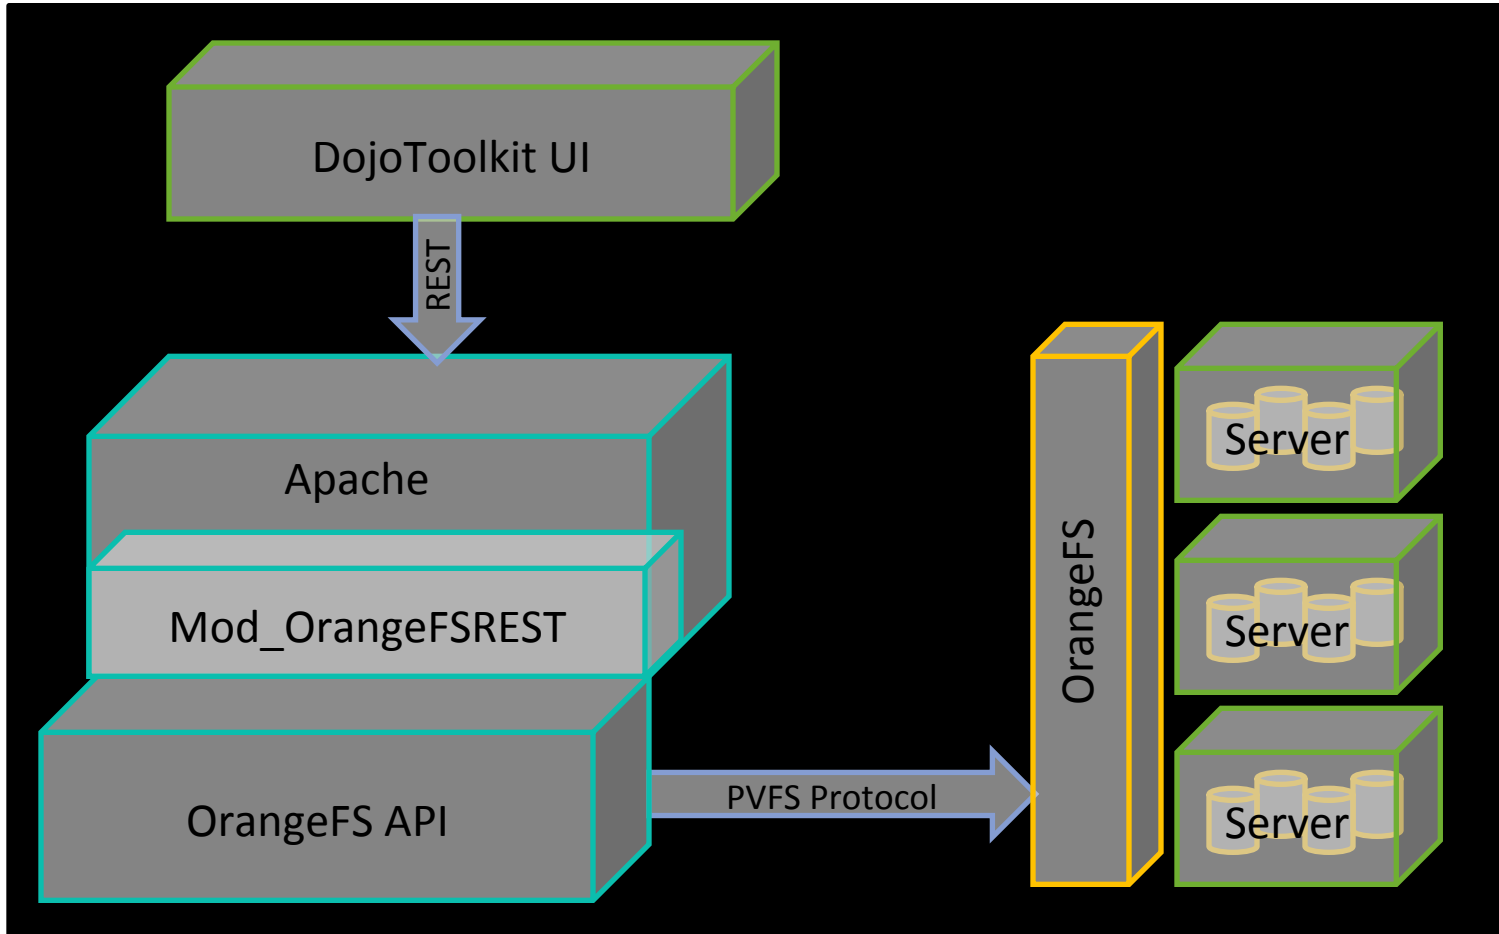 DojoToolkit UI
REST
Apache
Mod_OrangeFSREST
OrangeFS API
PVFS Protocol
OrangeFS
Server
Server
Server